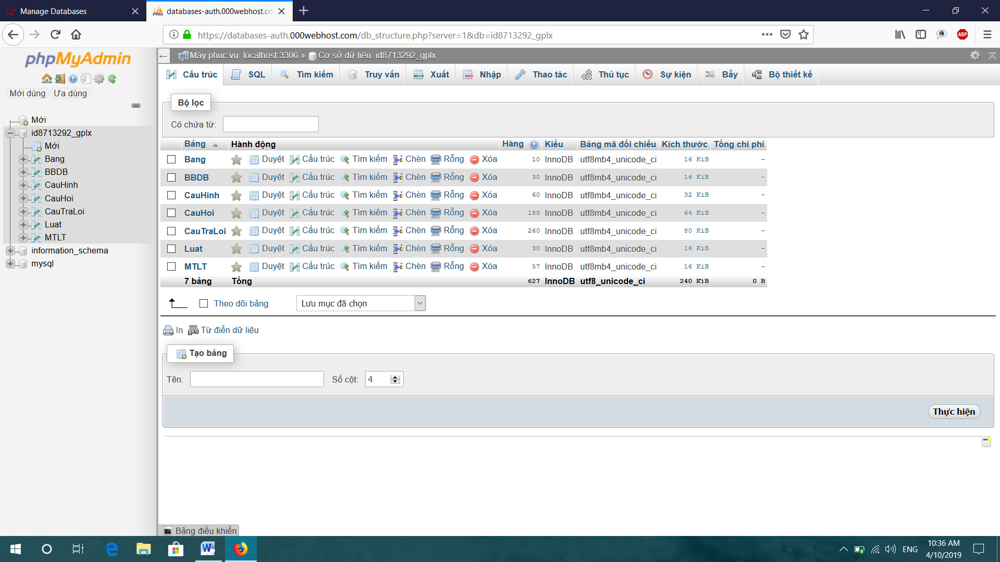 Manage Databases
databases-auth.000webhost.co
https://databases-auth.000webhost.com/db_structure.php?server=1&db=id8713292_gplx
ABP
phpMyAdmin
Mới dùng Ưa dùng
Mới
id8713292_gplx
Mới
Bang
BBDB
CauHinh
CauHoi
CauTraLoi
Luat
MTLT
information_schema
mysql
Máy phục vụ: localhost:3306 » Cơ sở dữ liệu: id8713292_gplx
Cấu trúc SQL Tìm kiếm Truy vấn Xuất Nhập Thao tác Thủ tục Sự kiện Bẫy Bộ thiết kế
Bộ lọc
Có chứa từ:
Bảng Hành động Hàng Kiểu Bảng mã đối chiếu Kích thước Tổng chi phí
Bang Duyệt Cấu trúc Tìm kiếm Chèn Rỗng Xóa 10 InnoDB utf8mb4_unicode_ci 16 KiB -
BBDB Duyệt Cấu trúc Tìm kiếm Chèn Rỗng Xóa 30 InnoDB utf8mb4_unicode_ci 16 KiB -
CauHinh Duyệt Cấu trúc Tìm kiếm Chèn Rỗng Xóa 60 InnoDB utf8mb4_unicode_ci 32 KiB -
CauHoi Duyệt Cấu trúc Tìm kiếm Chèn Rỗng Xóa 180 InnoDB utf8mb4_unicode_ci 64 KiB -
CauTraLoi Duyệt Cấu trúc Tìm kiếm Chèn Rỗng Xóa 260 InnoDB utf8mb4_unicode_ci 80 KiB -
Luat Duyệt Cấu trúc Tìm kiếm Chèn Rỗng Xóa 30 InnoDB utf8mb4_unicode_ci 16 KiB -
MTLT Duyệt Cấu trúc Tìm kiếm Chèn Rỗng Xóa 57 InnoDB utf8mb4_unicode_ci 16 KiB -
7 bảng Tổng 627 InnoDB utf8_unicode_ci 240 KiB 0 B
Theo dõi bảng Lưu mục đã chọn
In Từ điển dữ liệu
Tạo bảng
Tên: Số cột: 4
Thực hiện
Bảng điều khiển
ENG
10:36 AM
4/10/2019